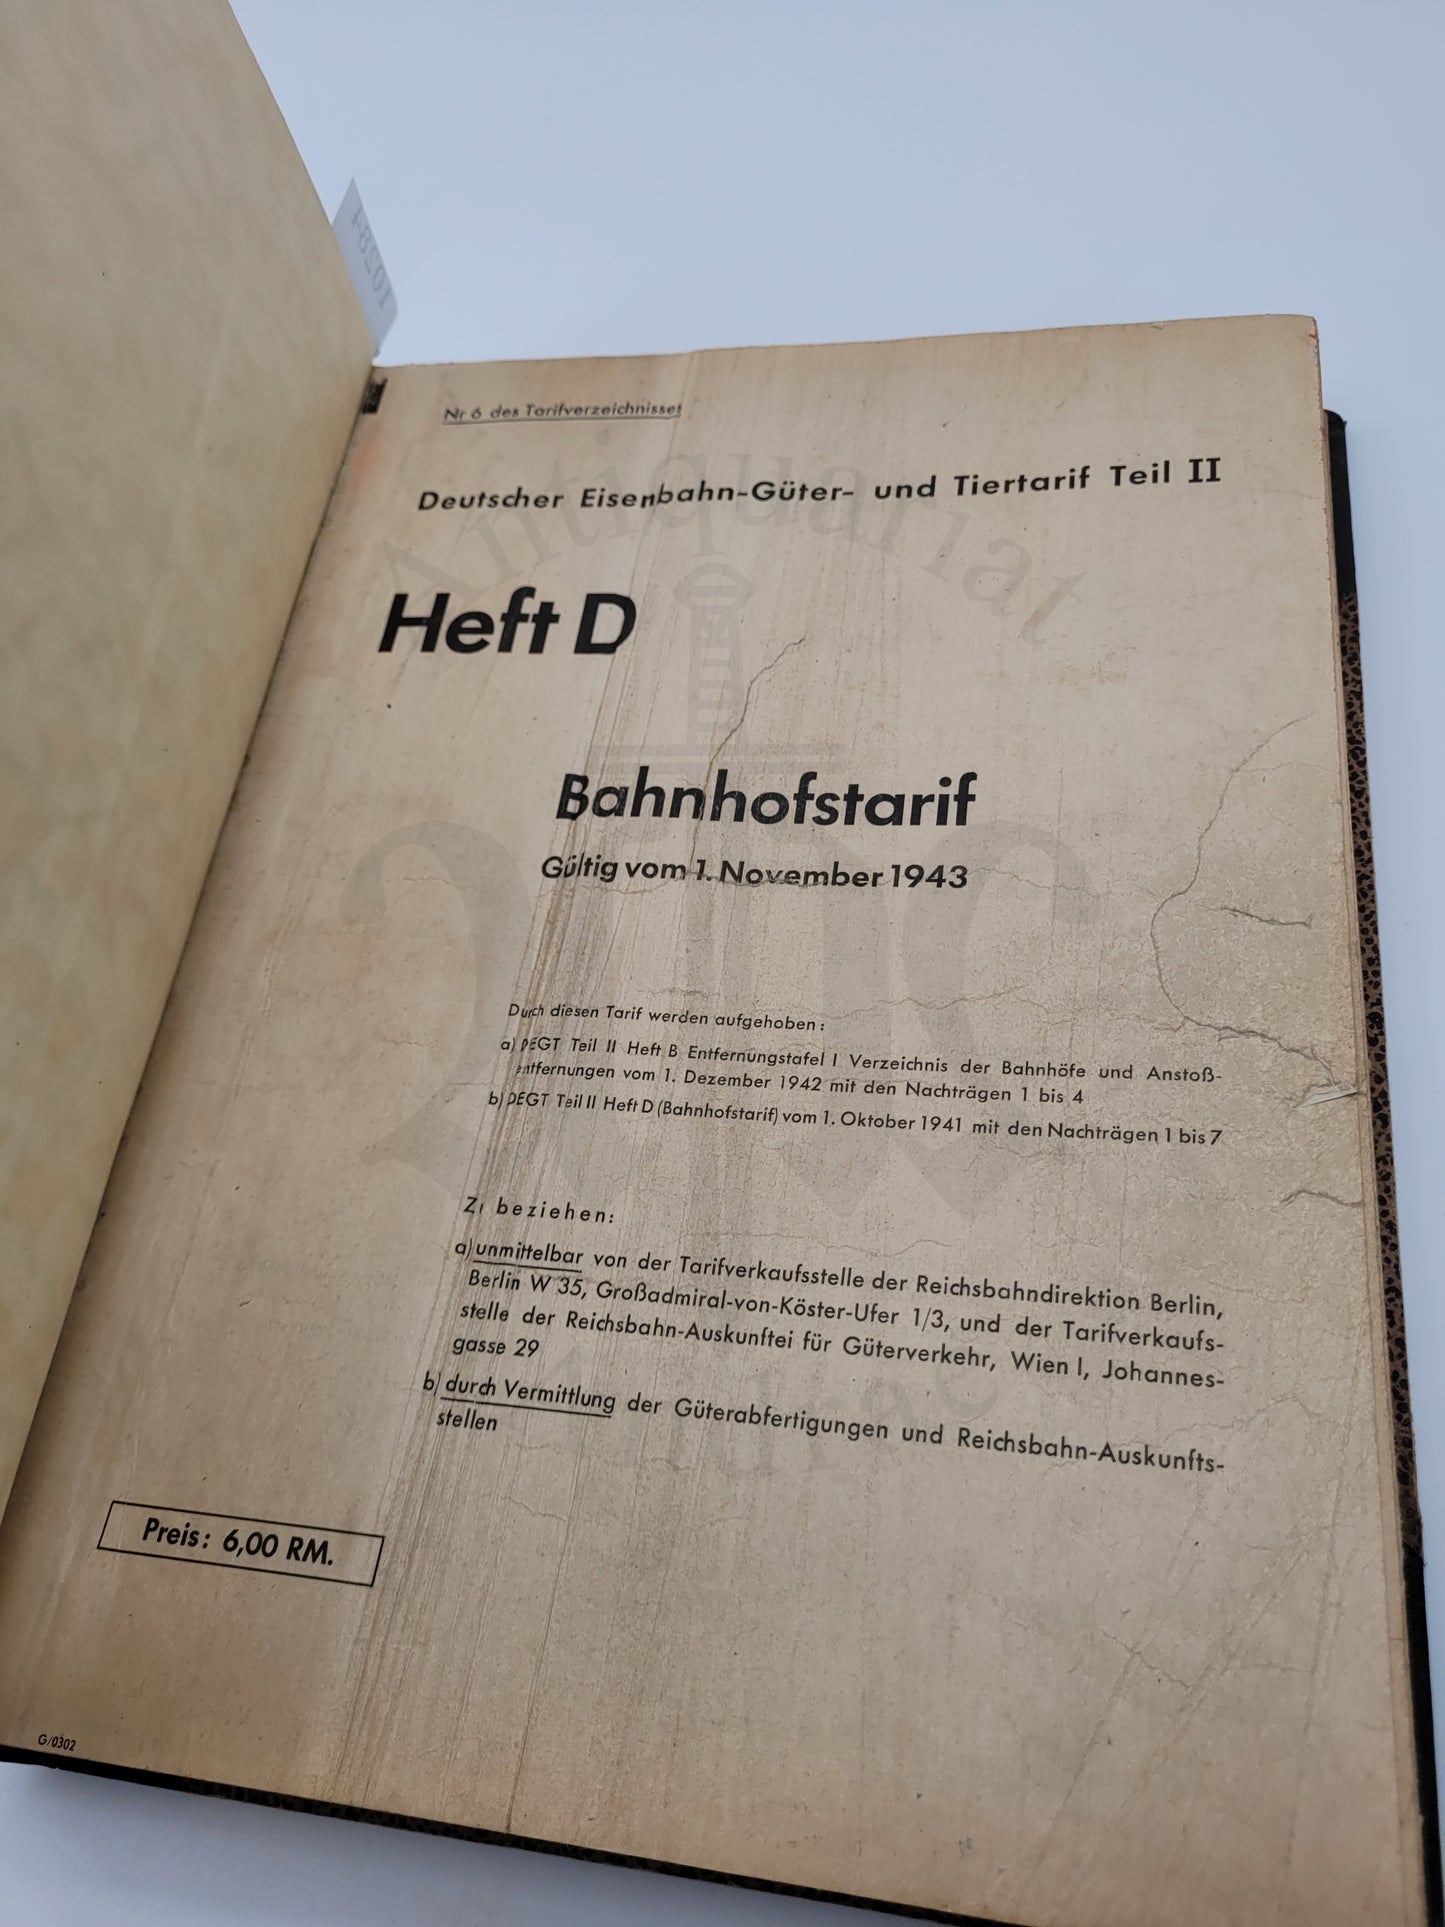 Nr 6 des Tarifverzeichnisses
Deutscher Eisenbahn-Güter- und Tiertarif Teil II
Heft D
Bahnhofstarif
Gültig vom 1. November 1943
Durch diesen Tarif werden aufgehoben:
a) DEGT Teil II Heft B Entfernungstafel I Verzeichnis der Bahnhöfe und Anstoß-
entfernungen vom 1. Dezember 1942 mit den Nachträgen 1 bis 4
b) DEGT Teil II Heft D (Bahnhofstarif) vom 1. Oktober 1941 mit den Nachträgen 1 bis 7
Zu beziehen:
a) unmittelbar von der Tarifverkaufsstelle der Reichsbahndirektion Berlin,
Berlin W 35, Großadmiral-von-Köster-Ufer 1/3, und der Tarifverkaufs-
stelle der Reichsbahn-Auskunftei für Güterverkehr, Wien I, Johannes-
gasse 29
b) durch Vermittlung der Güterabfertigungen und Reichsbahn-Auskunfts-
stellen
Preis: 6,00 RM.
G/0302
Antiquariat